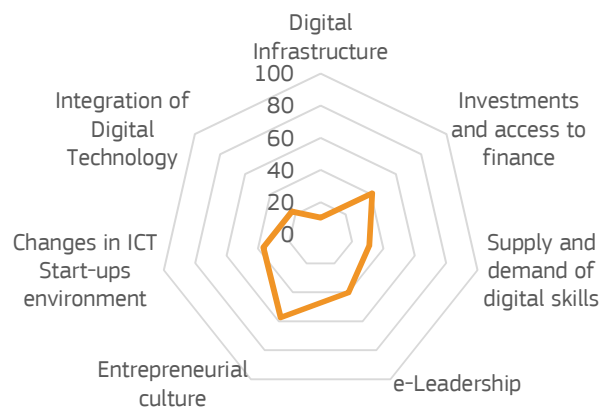 Digital
Infrastructure
100
80
60
40
20
0
Investments
and access to
finance
Supply and
demand of
digital skills
e-Leadership
Entrepreneurial
culture
Changes in ICT
Start-ups
environment
Integration of
Digital
Technology